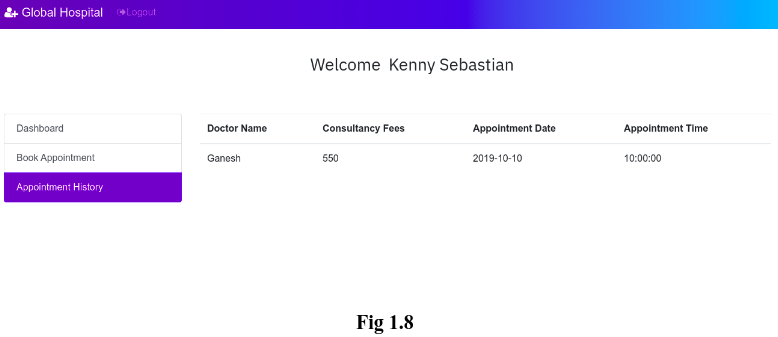 Global Hospital Logout
Welcome Kenny Sebastian
Dashboard
Book Appointment
Appointment History
Doctor Name Consultancy Fees Appointment Date Appointment Time
Ganesh 550 2019-10-10 10:00:00
Fig 1.8